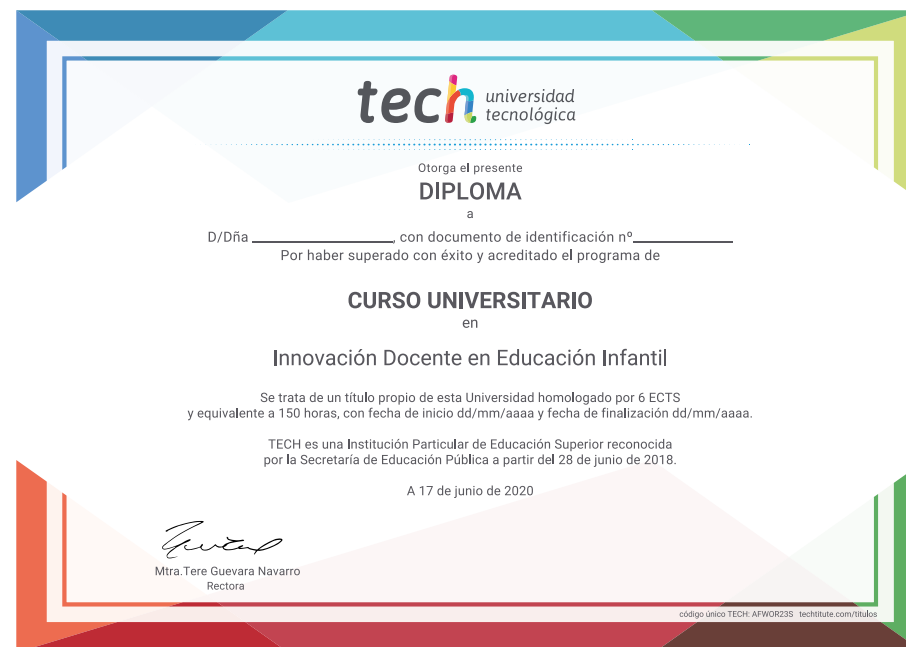 tech universidad
tecnológica
Otorga el presente
DIPLOMA
a
D/Dña ____________________, con documento de identificación nº______________
Por haber superado con éxito y acreditado el programa de
CURSO UNIVERSITARIO
en
Innovación Docente en Educación Infantil
Se trata de un título propio de esta Universidad homologado por 6 ECTS
y equivalente a 150 horas, con fecha de inicio dd/mm/aaaa y fecha de finalización dd/mm/aaaa.
TECH es una Institución Particular de Educación Superior reconocida
por la Secretaría de Educación Pública a partir del 28 de junio de 2018.
A 17 de junio de 2020
Mtra.Tere Guevara Navarro
Rectora
código único TECH: AFWOR23S techtitute.com/titulos